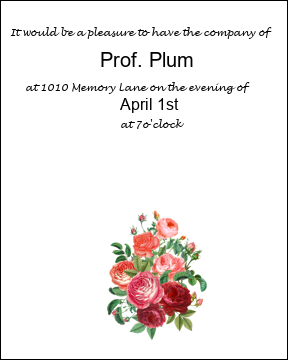 It would be a pleasure to have the company of
Prof. Plum
at 1010 Memory Lane on the evening of
April 1st
at 7o'clock